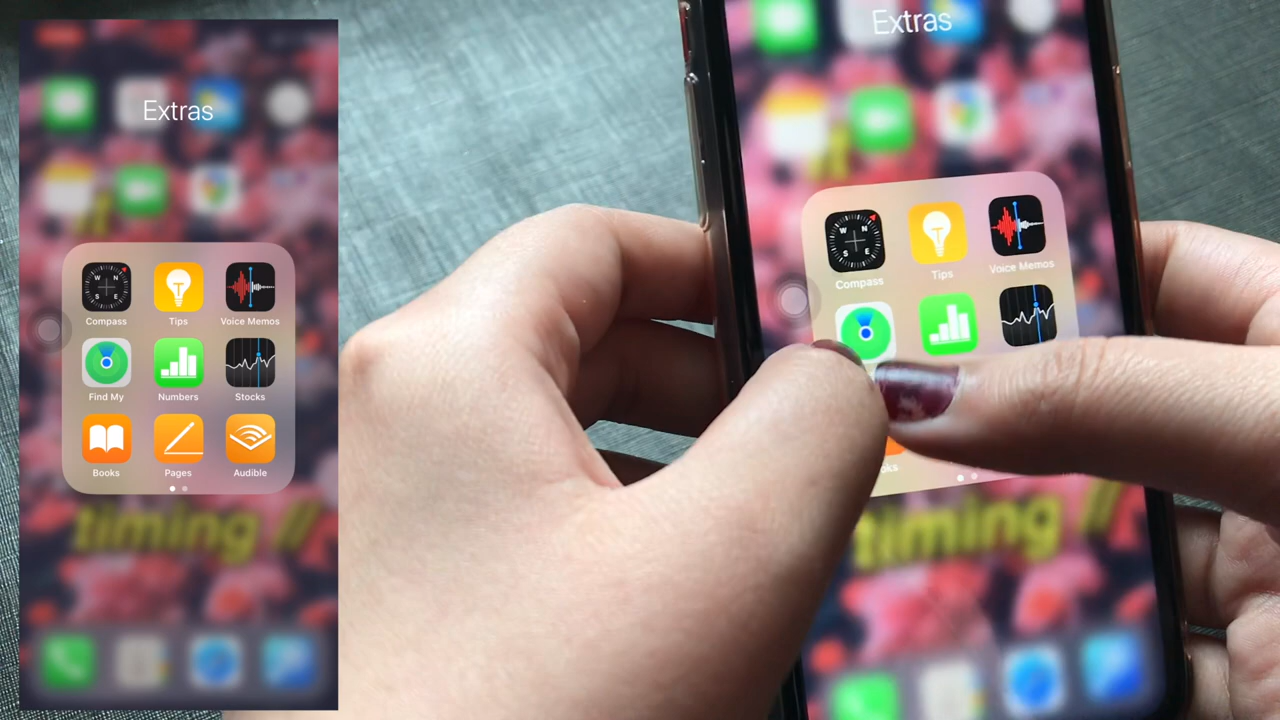 Extras
Compass Tips Voice Memos
Find My Numbers Stocks
Books Pages Audible
timing //
Extras
Compass Tips Voice Memos
timing //